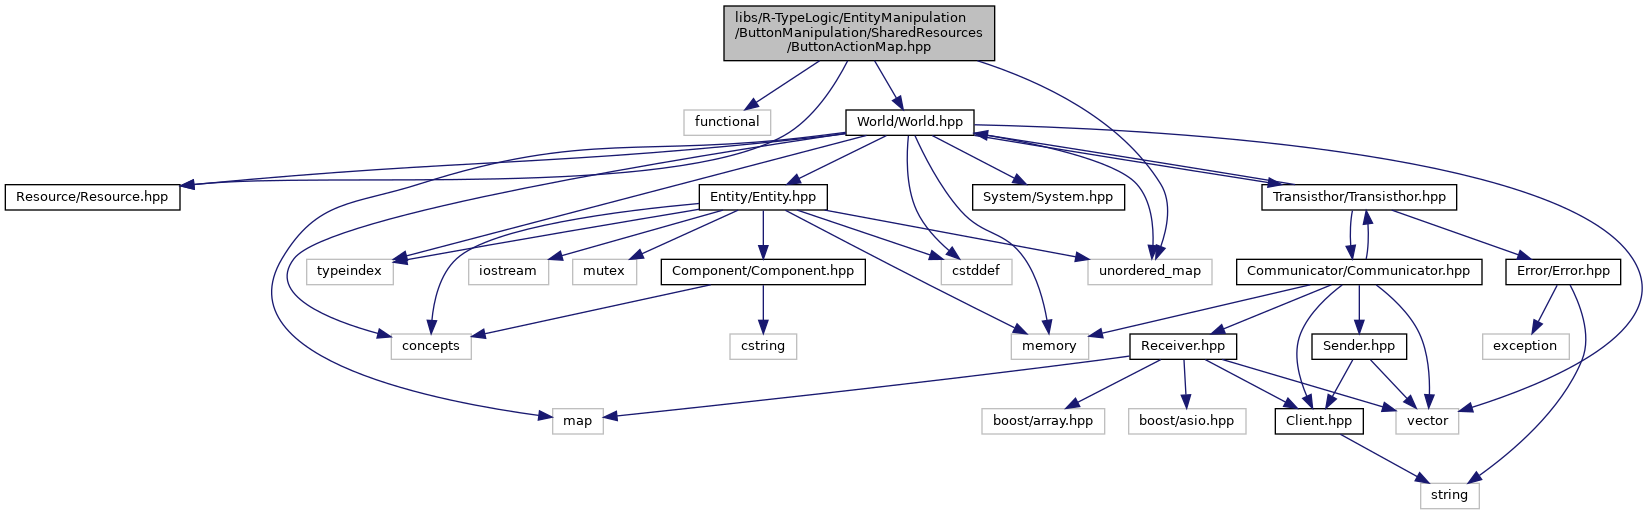 libs/R-TypeLogic/EntityManipulation
/ButtonManipulation/SharedResources
/ButtonActionMap.hpp
functional
World/World.hpp
Resource/Resource.hpp
Entity/Entity.hpp
System/System.hpp
Transisthor/Transisthor.hpp
typeindex
iostream
mutex
Component/Component.hpp
cstddef
unordered_map
Communicator/Communicator.hpp
Error/Error.hpp
concepts
cstring
memory
Receiver.hpp
Sender.hpp
exception
map
boost/array.hpp
boost/asio.hpp
Client.hpp
vector
string